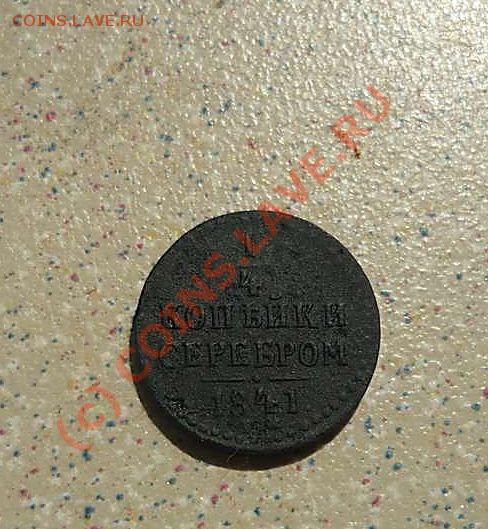 COINS.LAVE.RU
(c) COINS.LAVE.RU
1
4.
КОПѢЙКИ
СЕРЕБРОМ
1841